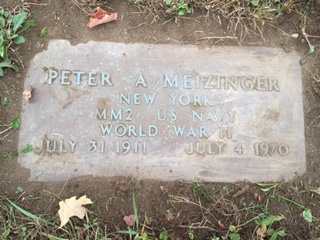 PETER A MEIZINGER
NEW YORK
MM2 US NAVY
WORLD WAR II
JULY 31 1911 JULY 4 1970